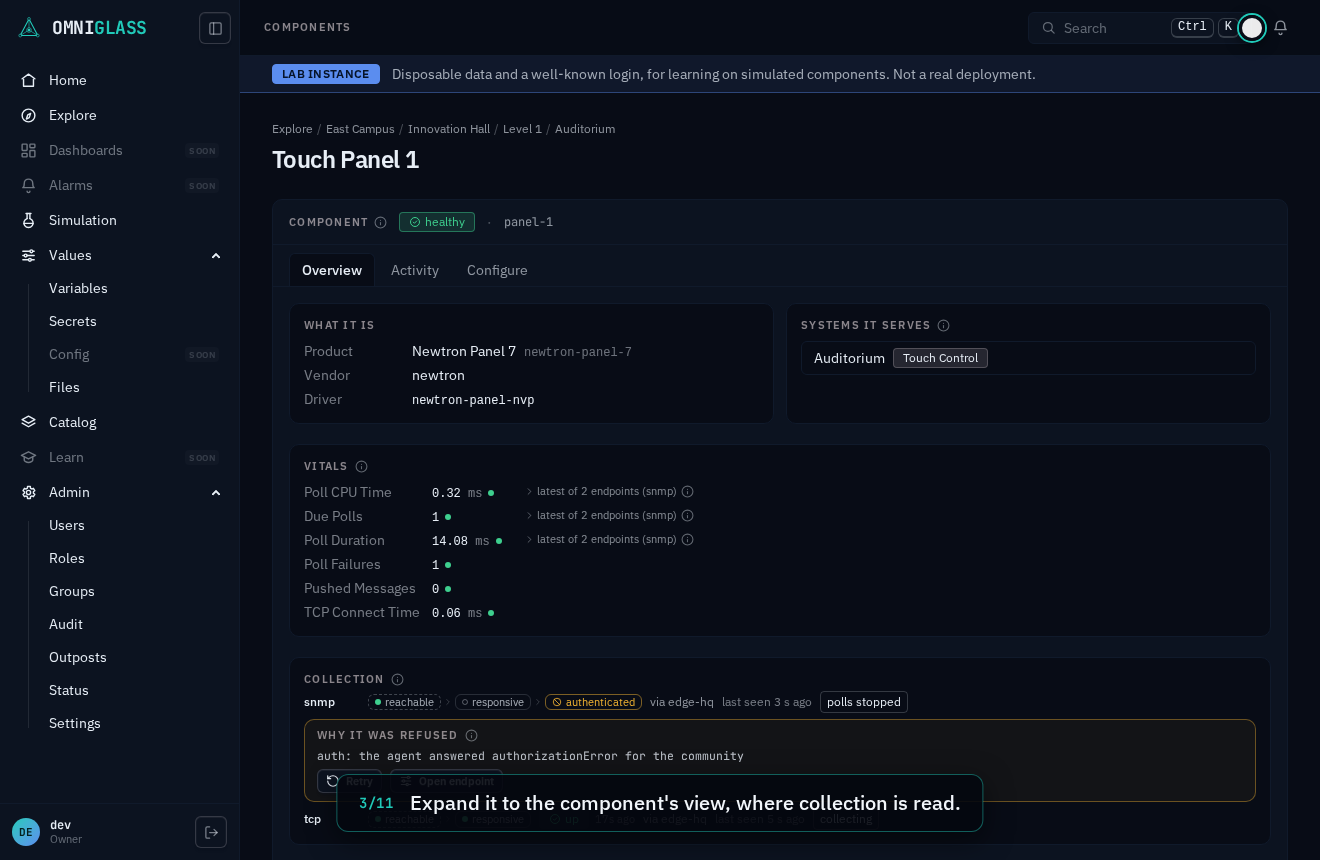 OMNIGLASS
COMPONENTS
Search
Ctrl K
LAB INSTANCE Disposable data and a well-known login, for learning on simulated components. Not a real deployment.
Home
Explore
Dashboards SOON
Alarms SOON
Simulation
Values
Variables
Secrets
Config SOON
Files
Catalog
Learn SOON
Admin
Users
Roles
Groups
Audit
Outposts
Status
Settings
DE dev
Owner
Explore / East Campus / Innovation Hall / Level 1 / Auditorium
Touch Panel 1
COMPONENT healthy · panel-1
Overview Activity Configure
WHAT IT IS
Product Newtron Panel 7 newtron-panel-7
Vendor newtron
Driver newtron-panel-nvp
SYSTEMS IT SERVES
Auditorium Touch Control
VITALS
Poll CPU Time 0.32 ms latest of 2 endpoints (snmp)
Due Polls 1 latest of 2 endpoints (snmp)
Poll Duration 14.08 ms latest of 2 endpoints (snmp)
Poll Failures 1
Pushed Messages 0
TCP Connect Time 0.06 ms
COLLECTION
snmp reachable responsive authenticated via edge-hq last seen 3 s ago polls stopped
WHY IT WAS REFUSED
auth: the agent answered authorizationError for the community
Retry Open endpoint
3/11 Expand it to the component's view, where collection is read.
tcp reachable responsive up via edge-hq last seen 5 s ago collecting